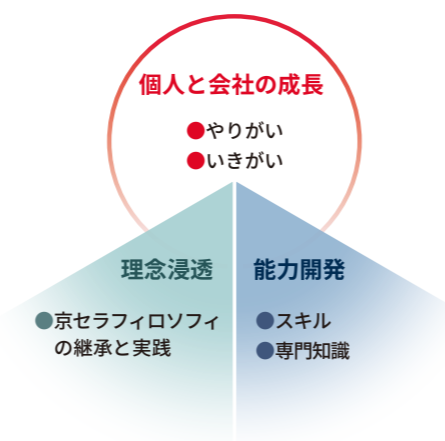 個人と会社の成長
●やりがい
●いきがい
理念浸透
●京セラフィロソフィ
の継承と実践
能力開発
●スキル
●専門知識